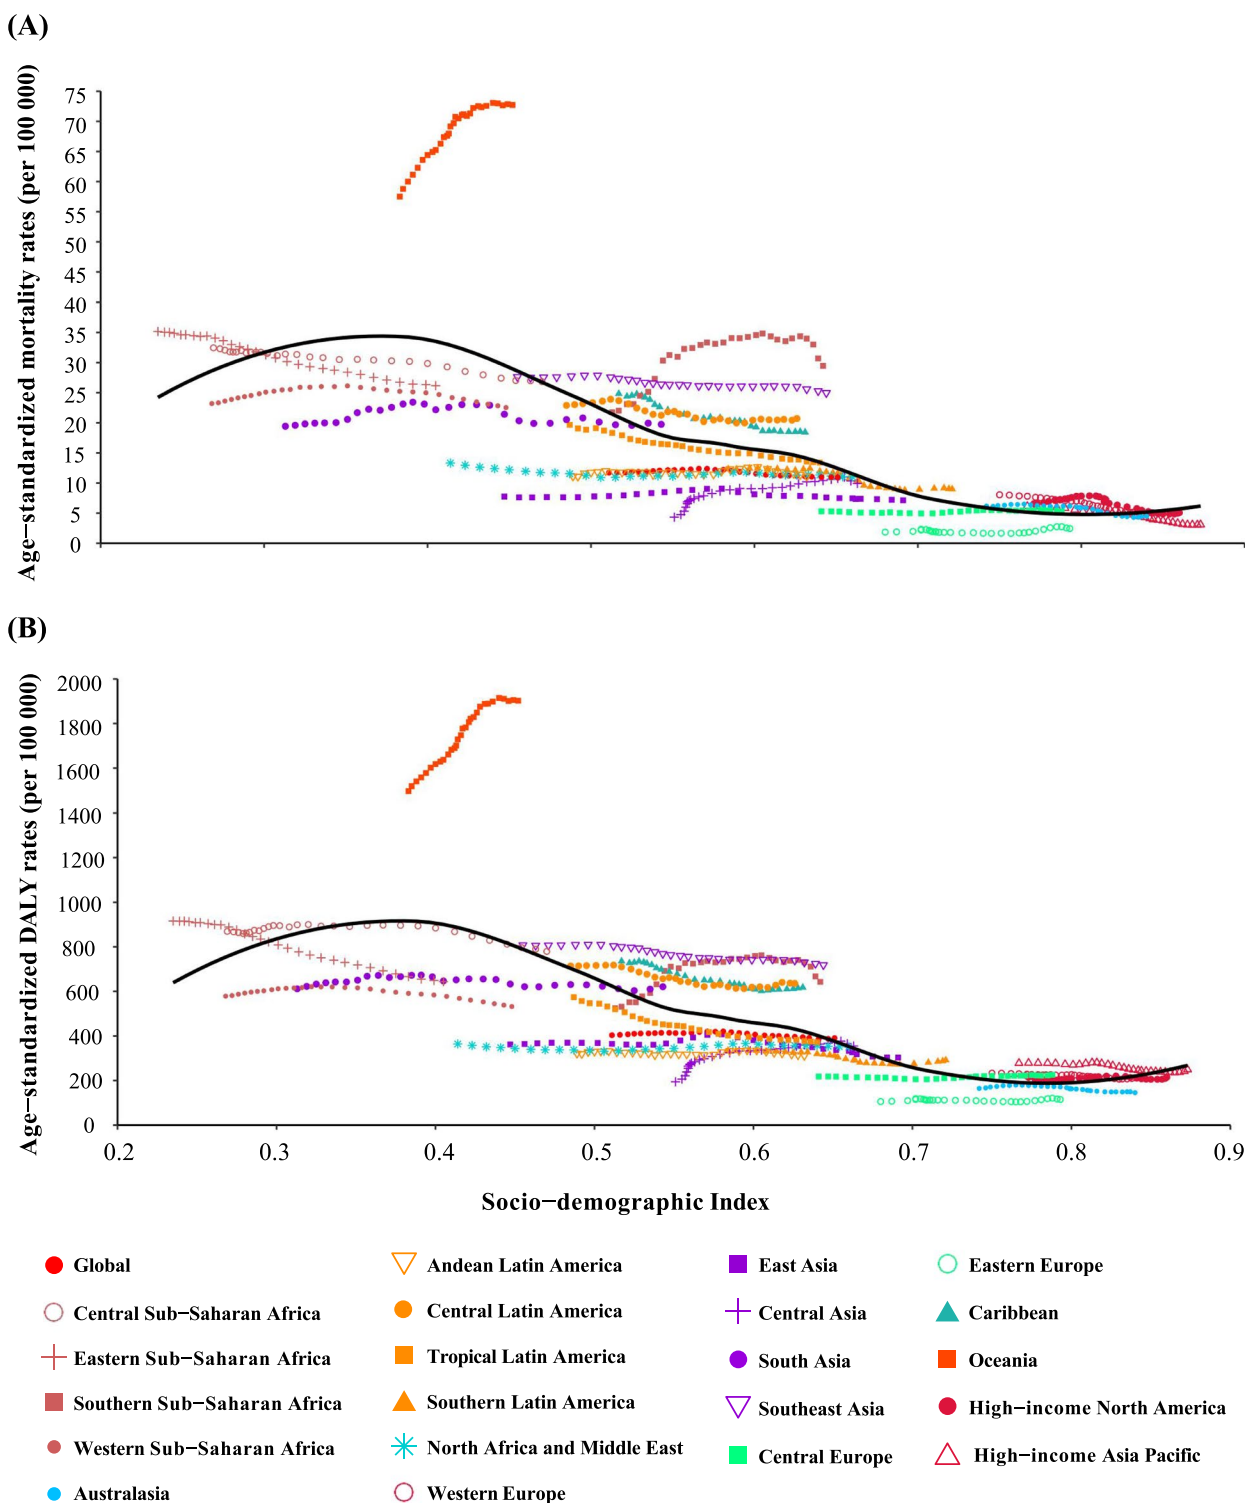 (A)
Age−standardized mortality rates (per 100 000)
75
70
65
60
55
50
45
40
35
30
25
20
15
10
5
0
(B)
Age−standardized DALY rates (per 100 000)
2000
1800
1600
1400
1200
1000
800
600
400
200
0
0.2 0.3 0.4 0.5 0.6 0.7 0.8 0.9
Socio−demographic Index
Global Andean Latin America East Asia Eastern Europe
Central Sub−Saharan Africa Central Latin America Central Asia Caribbean
Eastern Sub−Saharan Africa Tropical Latin America South Asia Oceania
Southern Sub−Saharan Africa Southern Latin America Southeast Asia High−income North America
Western Sub−Saharan Africa North Africa and Middle East Central Europe High−income Asia Pacific
Australasia Western Europe